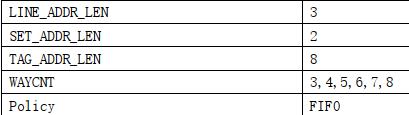 LINE_ADDR_LEN 3
SET_ADDR_LEN 2
TAG_ADDR_LEN 8
WAYCNT 3,4,5,6,7,8
Policy FIFO